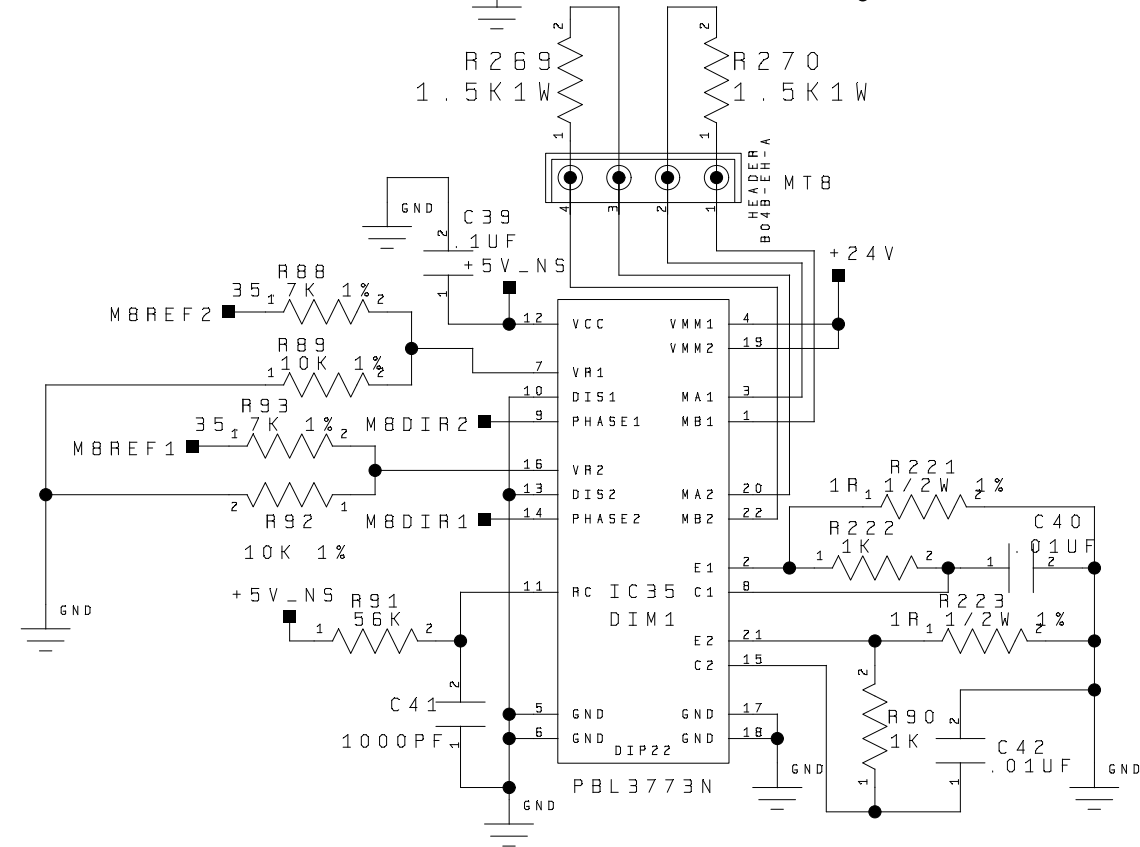 2
2
R269
R270
1.5K1W
1.5K1W
1
1
HEADER
B04B-EH-A
MT8
4
3
2
1
GND
2
C39
.1UF
+5V_NS
1
+24V
R88
35.7K 1%
1
2
M8REF2
R89
10K 1%
1
2
R93
35.7K 1%
1
2
M8REF1
2
1
R92
10K 1%
GND
M8DIR2
M8DIR1
12 VCC
7 VR1
10 DIS1
9 PHASE1
16 VR2
13 DIS2
14 PHASE2
11 RC
5 GND
6 GND
VMM1 4
VMM2 19
MA1 3
MB1 1
MA2 20
MB2 22
E1 2
C1 8
E2 21
C2 15
GND 17
GND 18
IC35
DIM1
DIP22
PBL3773N
+5V_NS
R91
56K
1
2
2
C41
1000PF
1
GND
GND
R221
1R 1/2W 1%
1
2
R222
1K
1
2
C40
.01UF
1
2
R223
1R 1/2W 1%
1
2
2
R90
1K
1
2
C42
.01UF
1
GND